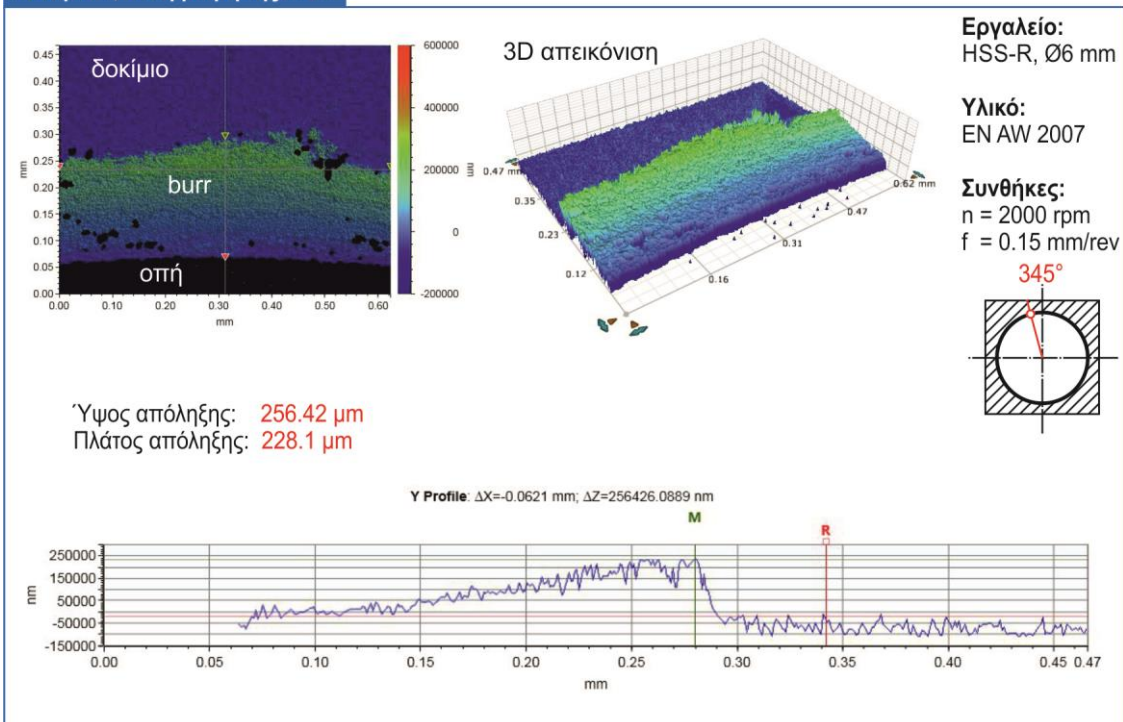 δοκίμιο
burr
οπή
0.45
0.40
0.35
0.30
0.25
0.20
0.15
0.10
0.05
0.00
mm
0.00
0.10
0.20
0.30
0.40
0.50
0.60
mm
600000
400000
200000
0
-200000
nm
3D απεικόνιση
0.47 mm
0.35
0.23
0.12
0.16
0.31
0.47
0.62 mm
Εργαλείο:
HSS-R, Ø6 mm
Υλικό:
EN AW 2007
Συνθήκες:
n = 2000 rpm
f = 0.15 mm/rev
345°
Ύψος απόληξης: 256.42 μm
Πλάτος απόληξης: 228.1 μm
Y Profile: ΔX=-0.0621 mm; ΔZ=256426.0889 nm
M
R
250000
150000
50000
-50000
-150000
nm
0.00
0.05
0.10
0.15
0.20
0.25
0.30
0.35
0.40
0.45
0.47
mm